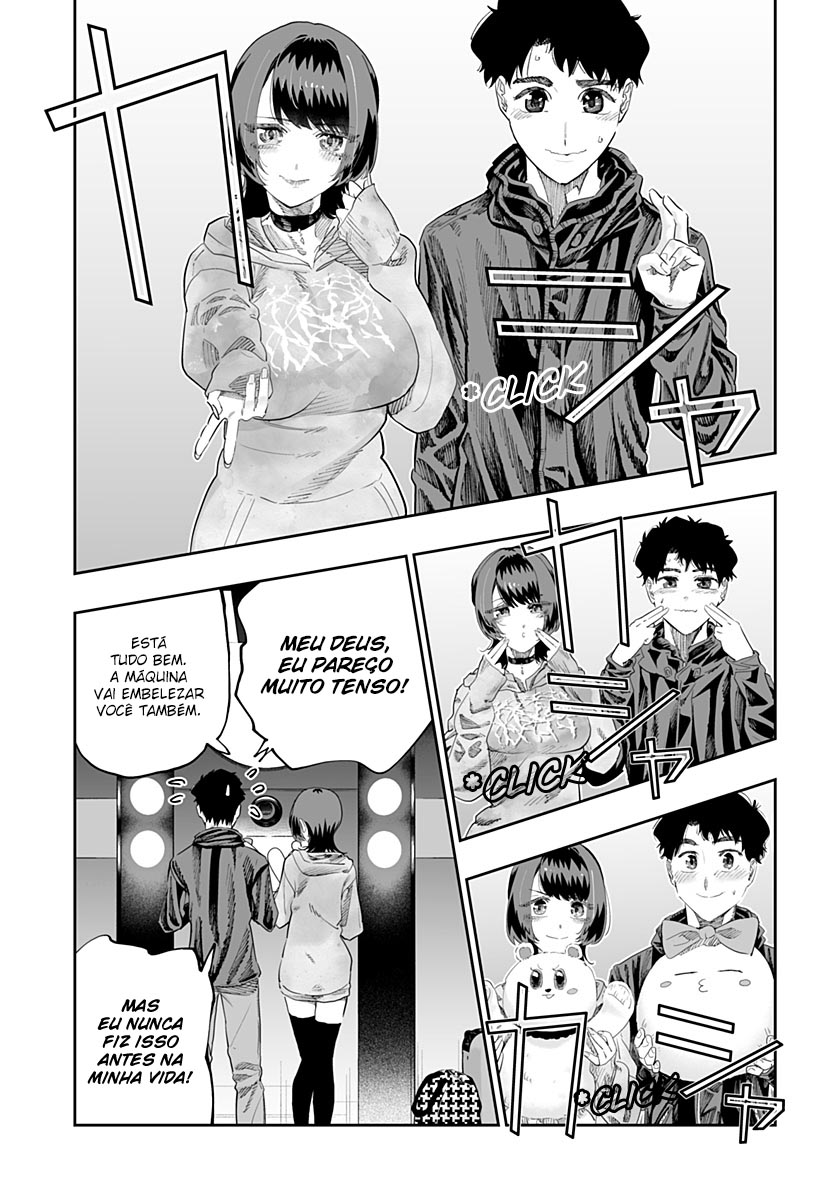 カシャ
*CLICK
カシャ
*CLICK
MEU DEUS,
EU PAREÇO
MUITO TENSO!
ESTÁ
TUDO BEM.
A MÁQUINA
VAI EMBELEZAR
VOCÊ TAMBÉM.
カシャ
*CLICK
MAS
EU NUNCA
FIZ ISSO
ANTES NA
MINHA VIDA!